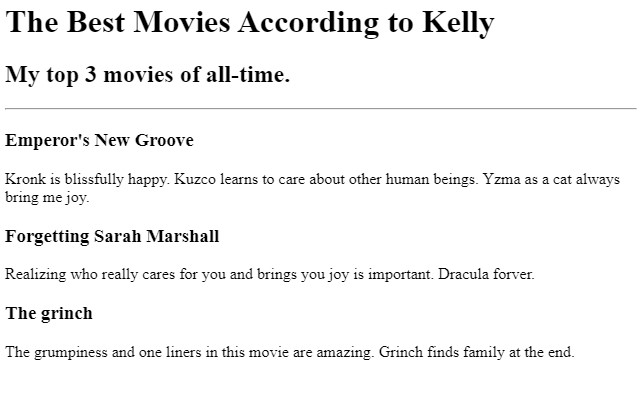 The Best Movies According to Kelly
My top 3 movies of all-time.
Emperor's New Groove
Kronk is blissfully happy. Kuzco learns to care about other human beings. Yzma as a cat always
bring me joy.
Forgetting Sarah Marshall
Realizing who really cares for you and brings you joy is important. Dracula forver.
The grinch
The grumpiness and one liners in this movie are amazing. Grinch finds family at the end.